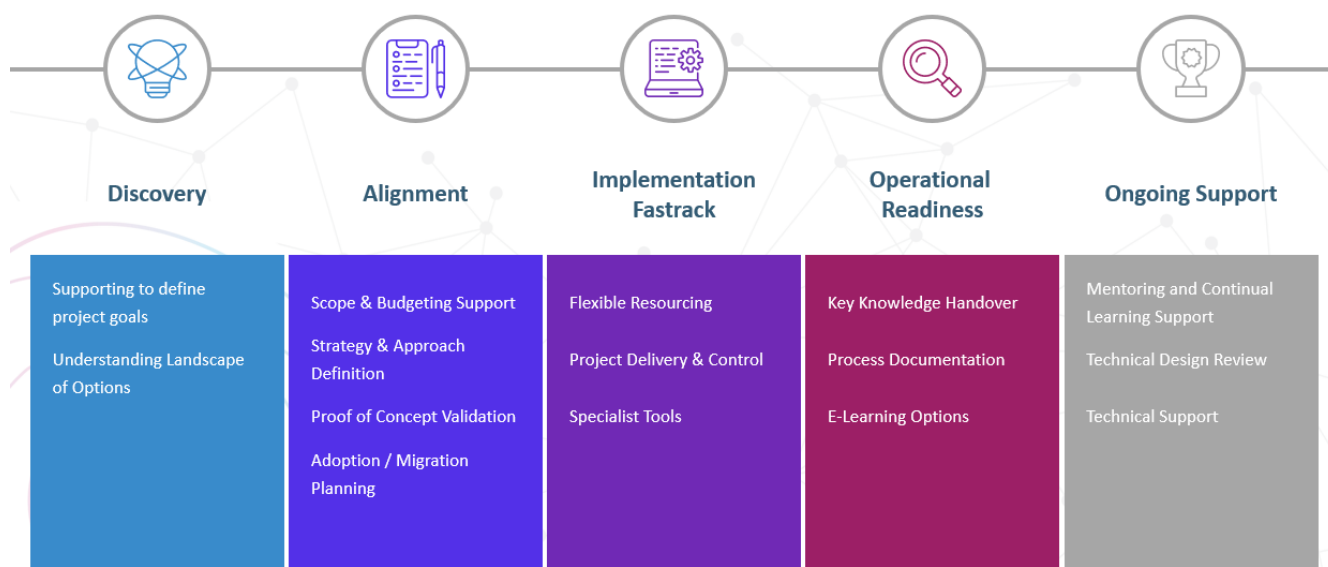 Discovery
Alignment
Implementation
Fastrack
Operational
Readiness
Ongoing Support
Supporting to define
project goals
Understanding Landscape
of Options
Scope & Budgeting Support
Strategy & Approach
Definition
Proof of Concept Validation
Adoption / Migration
Planning
Flexible Resourcing
Project Delivery & Control
Specialist Tools
Key Knowledge Handover
Process Documentation
E-Learning Options
Mentoring and Continual
Learning Support
Technical Design Review
Technical Support